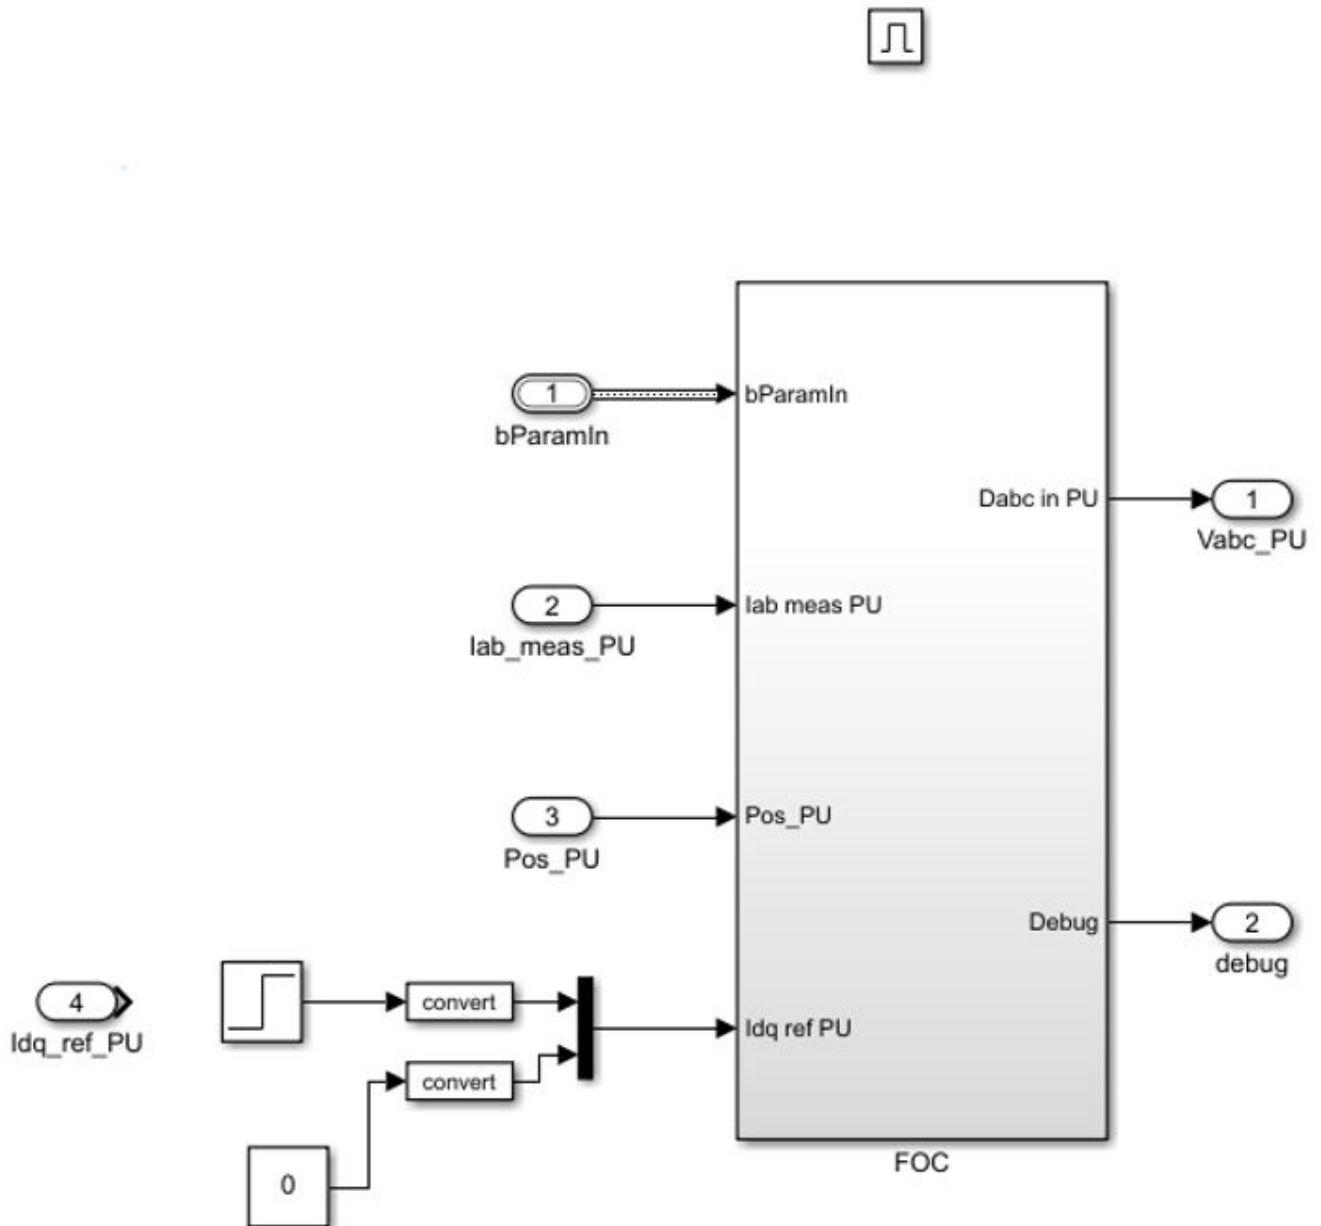 1
bParamIn
bParamIn
Dabc in PU
1
Vabc_PU
2
Iab_meas_PU
Iab meas PU
3
Pos_PU
Pos_PU
Debug
2
debug
4
Idq_ref_PU
convert
convert
Idq ref PU
0
FOC